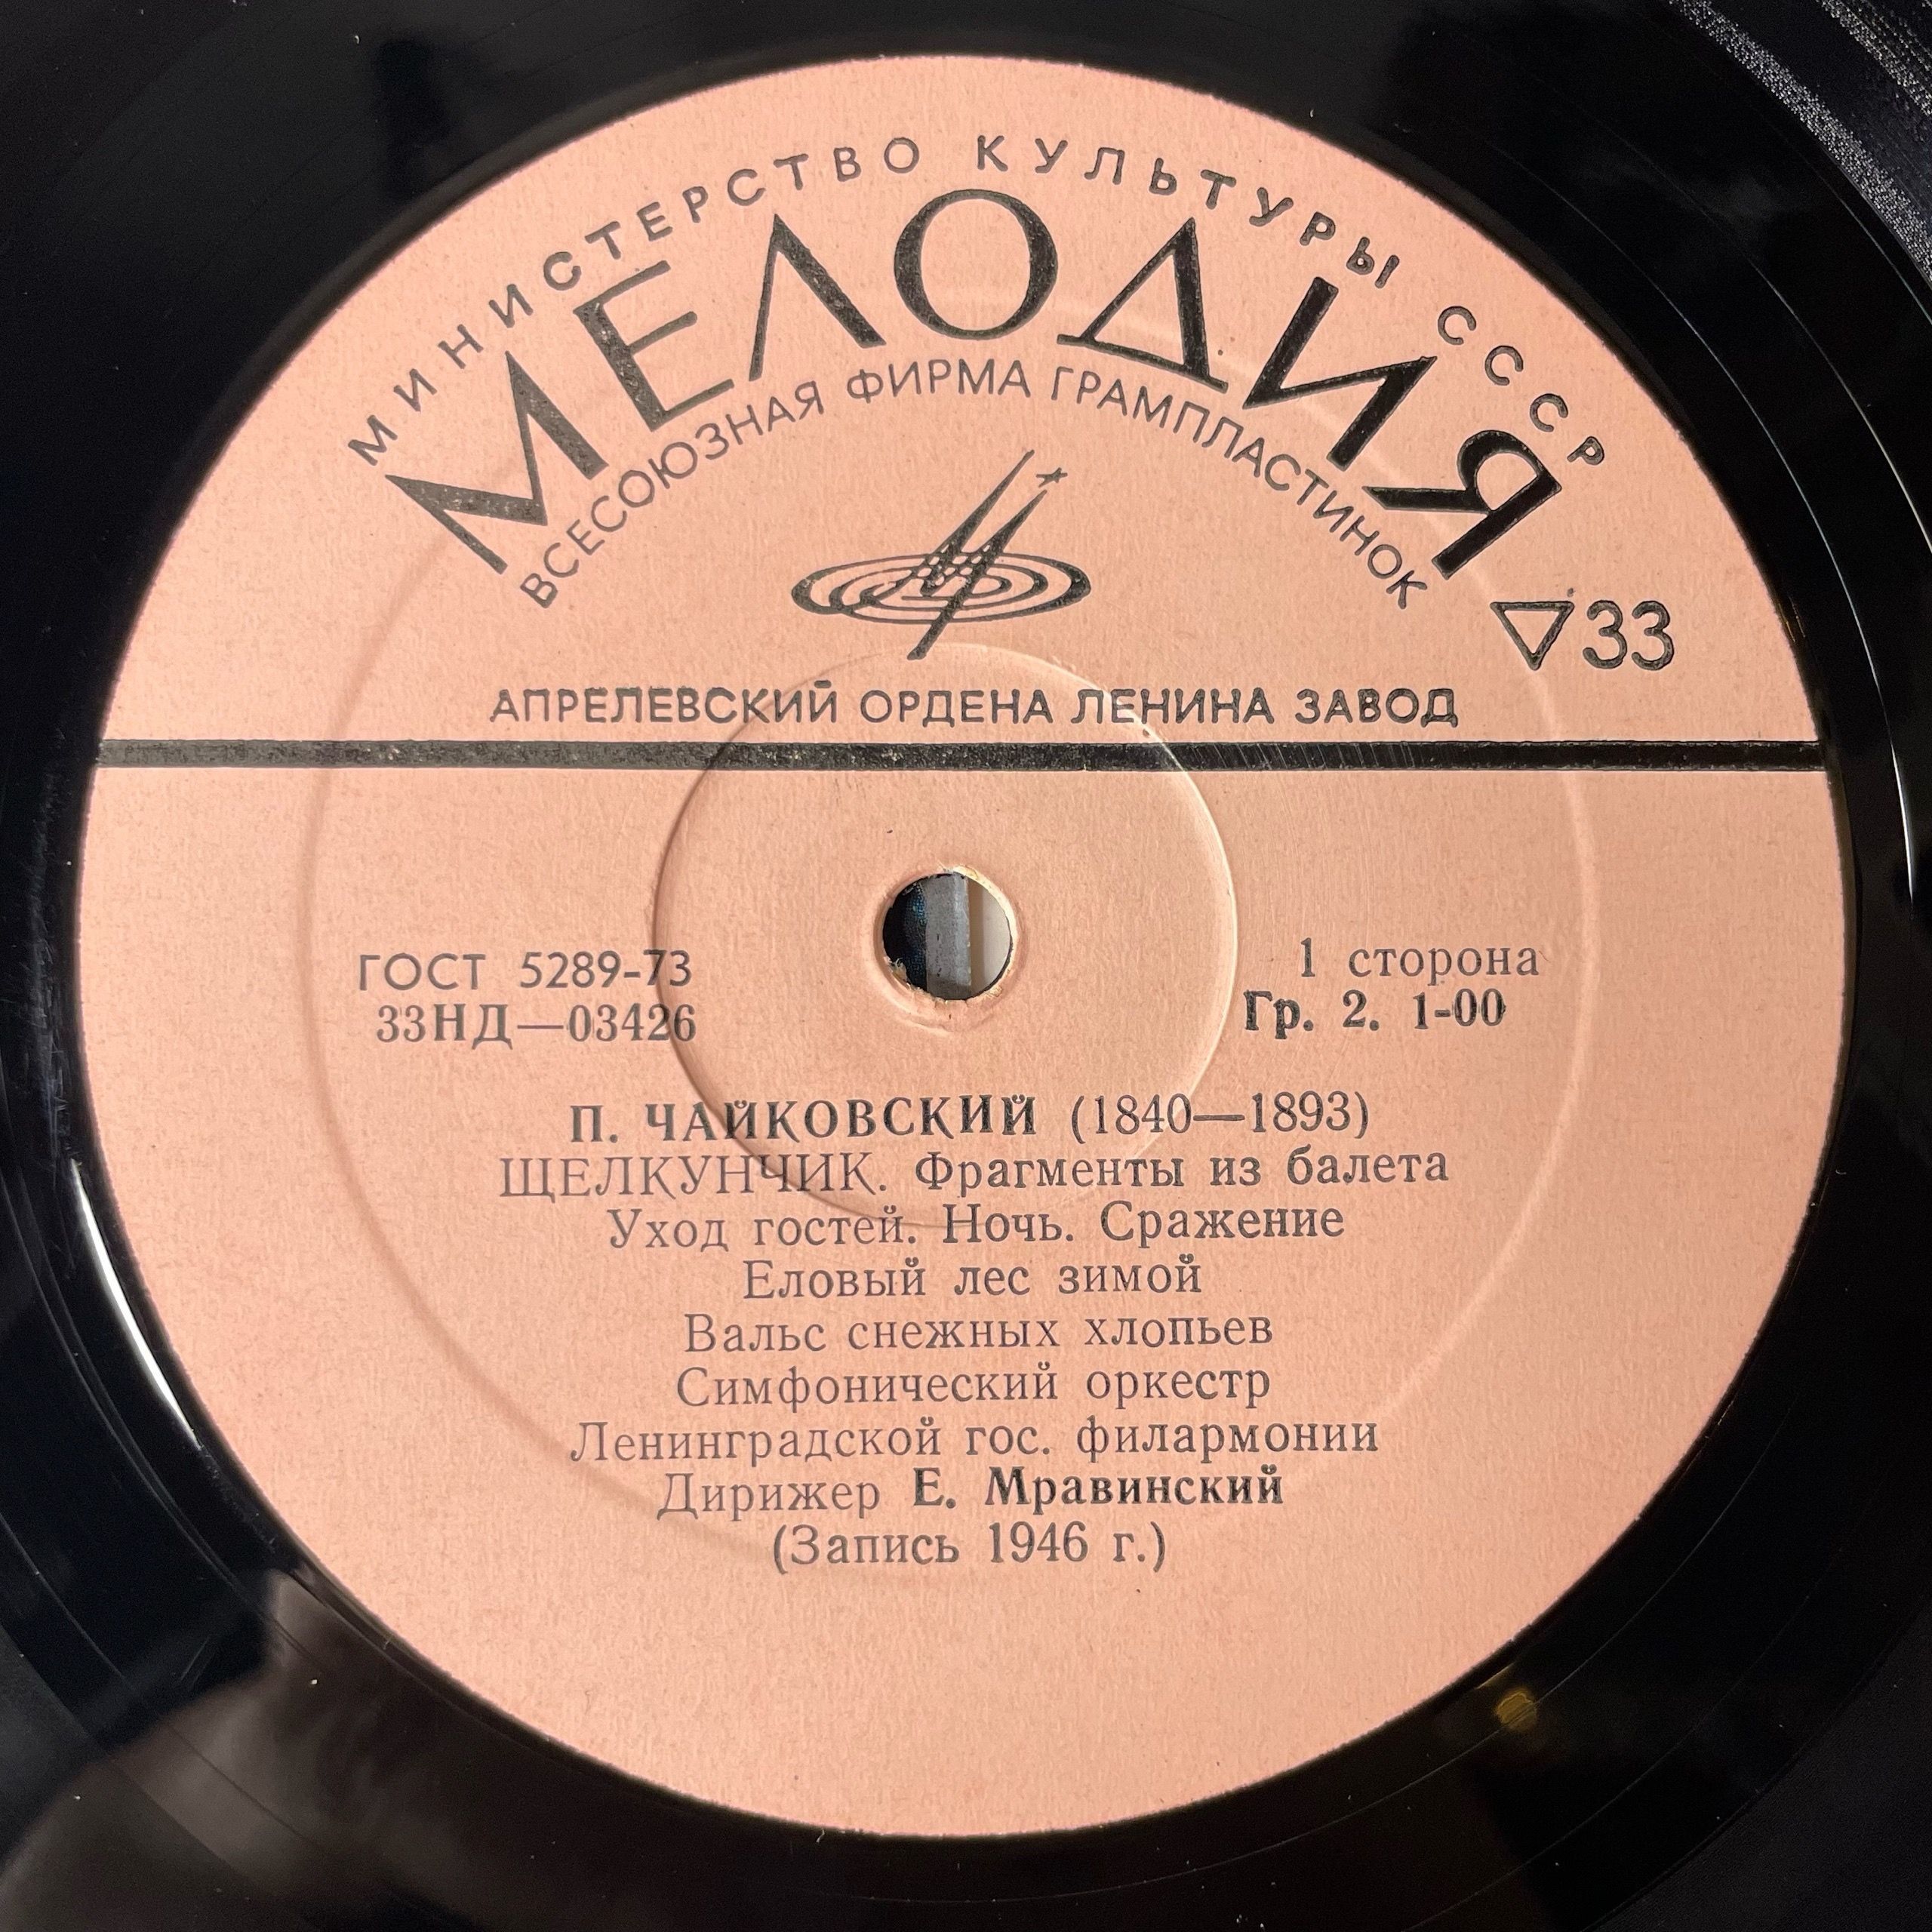 МИНИСТЕРСТВО КУЛЬТУРЫ СССР
МЕЛОДИЯ
ВСЕСОЮЗНАЯ ФИРМА ГРАМПЛАСТИНОК
▽33
АПРЕЛЕВСКИЙ ОРДЕНА ЛЕНИНА ЗАВОД
ГОСТ 5289-73
33НД—03426
1 сторона
Гр. 2. 1-00
П. ЧАЙКОВСКИЙ (1840—1893)
ЩЕЛКУНЧИК. Фрагменты из балета
Уход гостей. Ночь. Сражение
Еловый лес зимой
Вальс снежных хлопьев
Симфонический оркестр
Ленинградской гос. филармонии
Дирижер Е. Мравинский
(Запись 1946 г.)